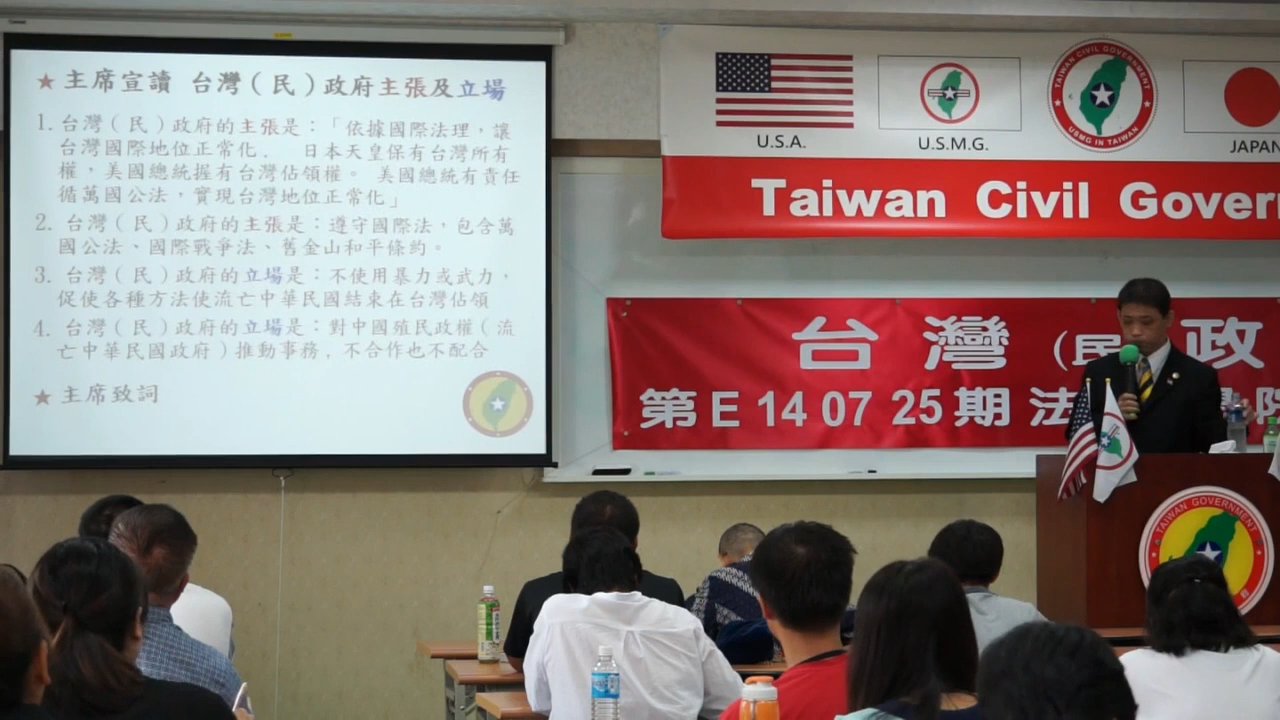 ★ 主席宣讀 台灣(民)政府主張及立場
1. 台灣(民)政府的主張是:「依據國際法理,讓
台灣國際地位正常化. 日本天皇保有台灣所有
權,美國總統握有台灣佔領權。 美國總統有責任
循萬國公法,實現台灣地位正常化」
2. 台灣(民)政府的主張是:遵守國際法,包含萬
國公法、國際戰爭法、舊金山和平條約。
3. 台灣(民)政府的立場是:不使用暴力或武力,
促使各種方法使流亡中華民國結束在台灣佔領
4. 台灣(民)政府的立場是:對中國殖民政權(流
亡中華民國政府)推動事務, 不合作也不配合
★ 主席致詞
U.S.A.
U.S.M.G.
TAIWAN CIVIL GOVERNMENT
USMG IN TAIWAN
JAPAN
Taiwan Civil Gover
台灣(民)政
第E 14 07 25期 法
TAIWAN GOVERNMENT